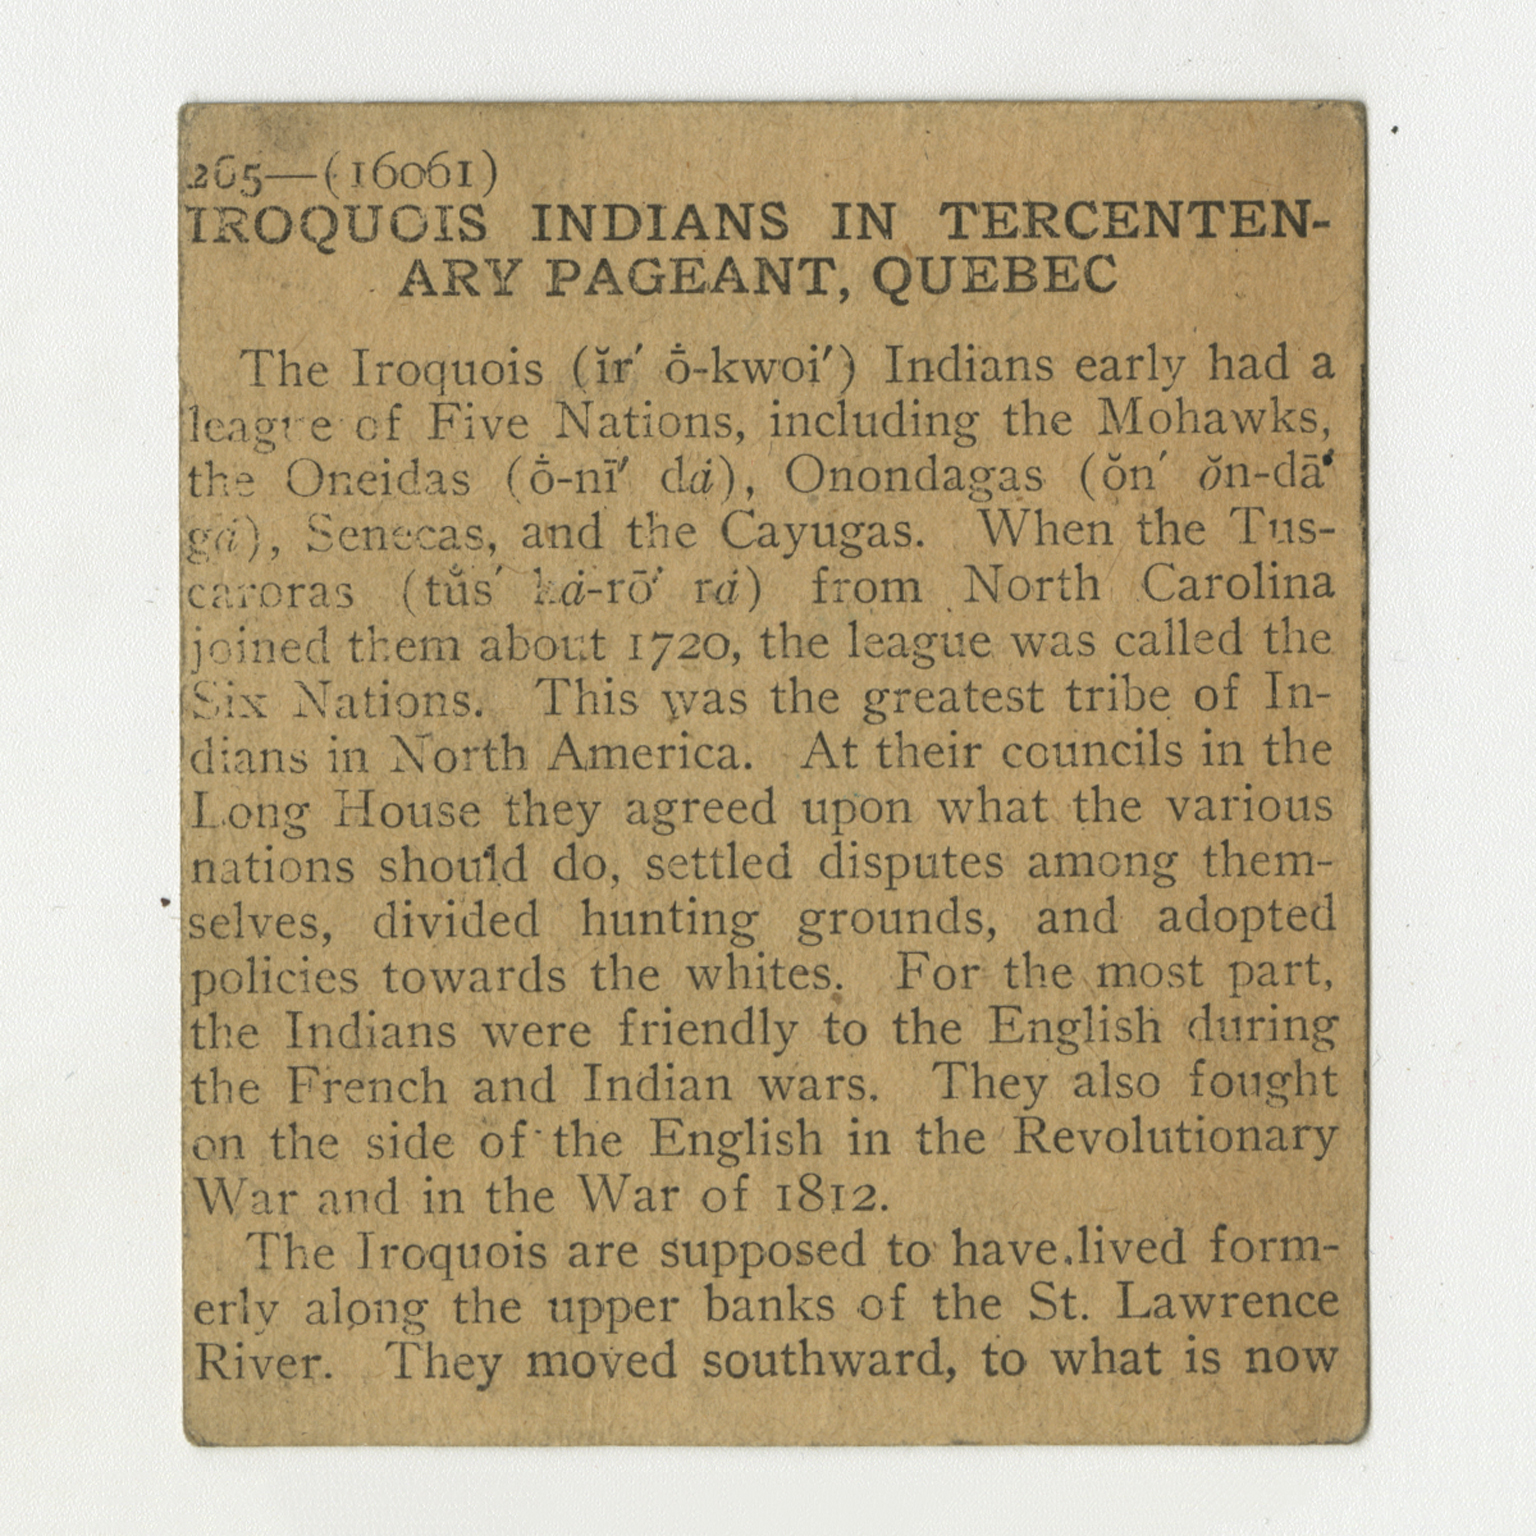 265—(16061)
IROQUOIS INDIANS IN TERCENTEN-
ARY PAGEANT, QUEBEC
The Iroquois (ĭr′ ō̇-kwoi′) Indians early had a
league of Five Nations, including the Mohawks,
the Oneidas (ō̇-nī′ dȧ), Onondagas (ŏn′ ŏn-dā′
gȧ), Senecas, and the Cayugas. When the Tus-
caroras (tŭs′ kȧ-rō′ rȧ) from North Carolina
joined them about 1720, the league was called the
Six Nations. This was the greatest tribe of In-
dians in North America. At their councils in the
Long House they agreed upon what the various
nations should do, settled disputes among them-
selves, divided hunting grounds, and adopted
policies towards the whites. For the most part,
the Indians were friendly to the English during
the French and Indian wars. They also fought
on the side of the English in the Revolutionary
War and in the War of 1812.
The Iroquois are supposed to have lived form-
erly along the upper banks of the St. Lawrence
River. They moved southward, to what is now